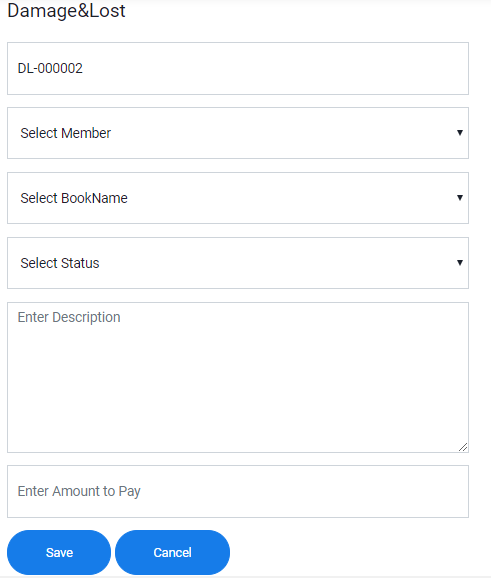 Damage&Lost
DL-000002
Select Member
Select BookName
Select Status
Enter Description
Enter Amount to Pay
Save Cancel